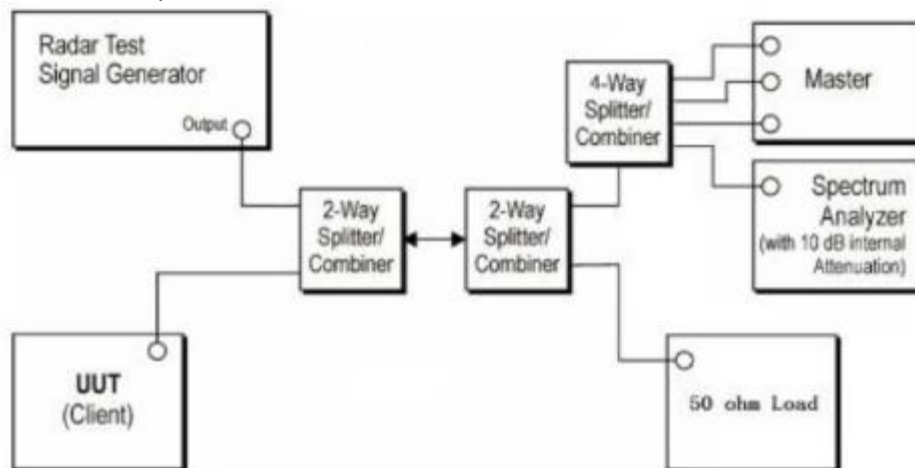 Radar Test
Signal Generator
Output
4-Way
Splitter/
Combiner
Master
Spectrum
Analyzer
(with 10 dB internal
Attenuation)
2-Way
Splitter/
Combiner
2-Way
Splitter/
Combiner
UUT
(Client)
50 ohm Load